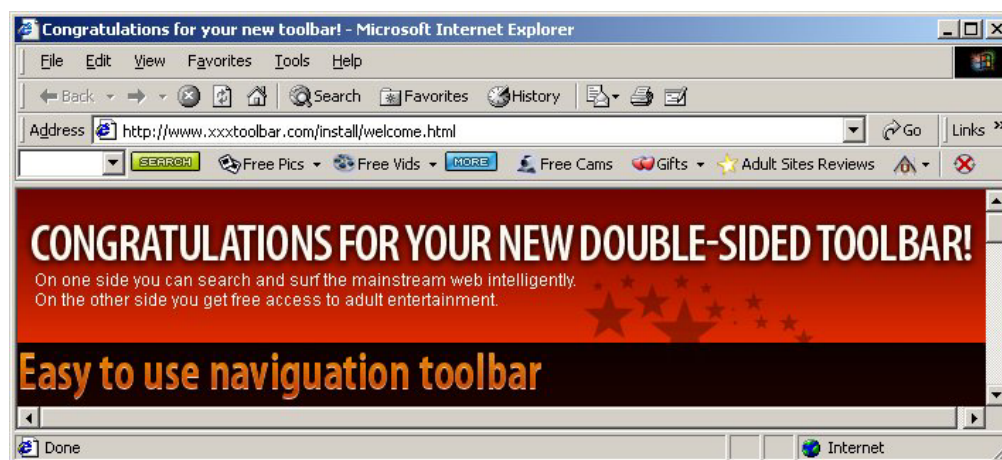 Congratulations for your new toolbar! - Microsoft Internet Explorer
File Edit View Favorites Tools Help
Back Search Favorites History
Address http://www.xxxtoolbar.com/install/welcome.html Go Links »
SEARCH Free Pics Free Vids MORE Free Cams Gifts Adult Sites Reviews
CONGRATULATIONS FOR YOUR NEW DOUBLE-SIDED TOOLBAR!
On one side you can search and surf the mainstream web intelligently.
On the other side you get free access to adult entertainment.
Easy to use naviguation toolbar
Done Internet